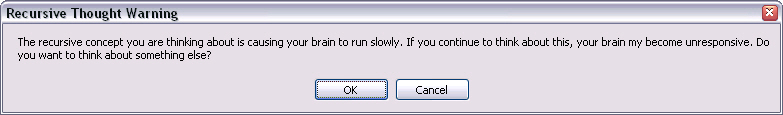 Recursive Thought Warning
The recursive concept you are thinking about is causing your brain to run slowly. If you continue to think about this, your brain my become unresponsive. Do
you want to think about something else?
OK Cancel